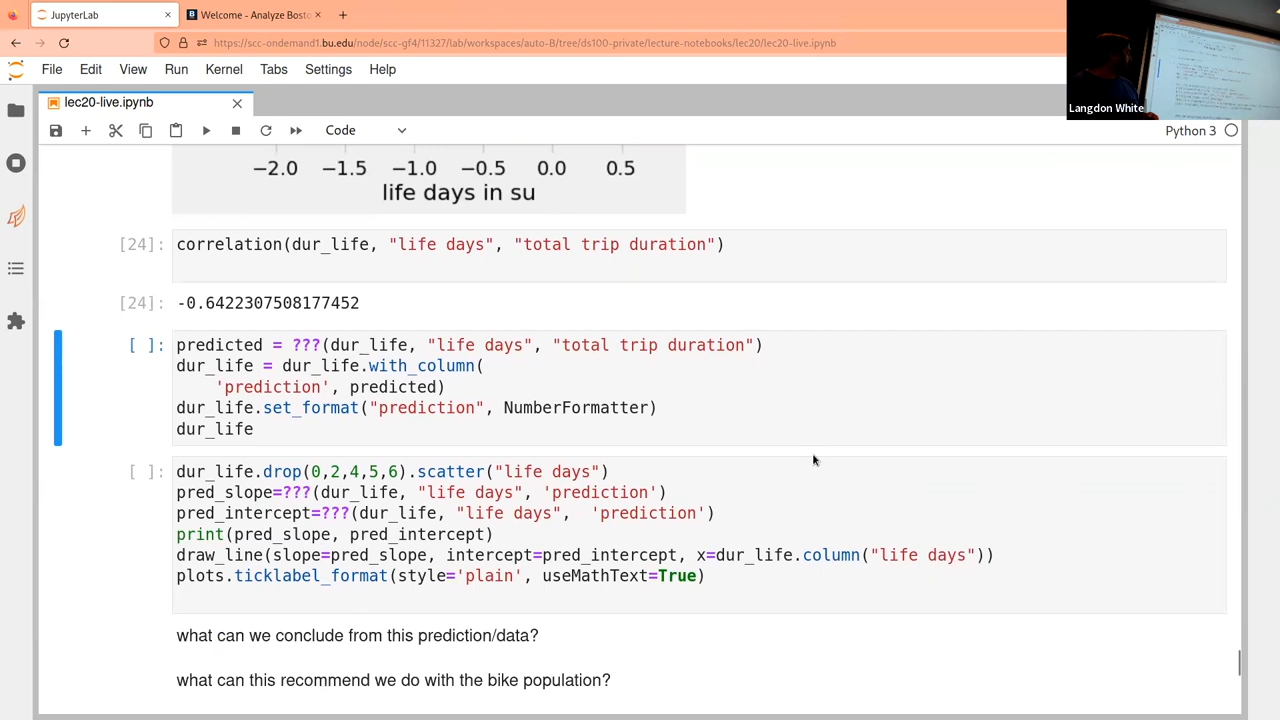 JupyterLab
Welcome - Analyze Bosto
https://scc-ondemand1.bu.edu/node/scc-gf4/11327/lab/workspaces/auto-B/tree/ds100-private/lecture-notebooks/lec20/lec20-live.ipynb
File Edit View Run Kernel Tabs Settings Help
Langdon White
lec20-live.ipynb
Code
Python 3
−2.0 −1.5 −1.0 −0.5 0.0 0.5
life days in su
[24]: correlation(dur_life, "life days", "total trip duration")
[24]: -0.6422307508177452
[ ]: predicted = ???(dur_life, "life days", "total trip duration")
dur_life = dur_life.with_column(
'prediction', predicted)
dur_life.set_format("prediction", NumberFormatter)
dur_life
[ ]: dur_life.drop(0,2,4,5,6).scatter("life days")
pred_slope=???(dur_life, "life days", 'prediction')
pred_intercept=???(dur_life, "life days",  'prediction')
print(pred_slope, pred_intercept)
draw_line(slope=pred_slope, intercept=pred_intercept, x=dur_life.column("life days"))
plots.ticklabel_format(style='plain', useMathText=True)
what can we conclude from this prediction/data?
what can this recommend we do with the bike population?